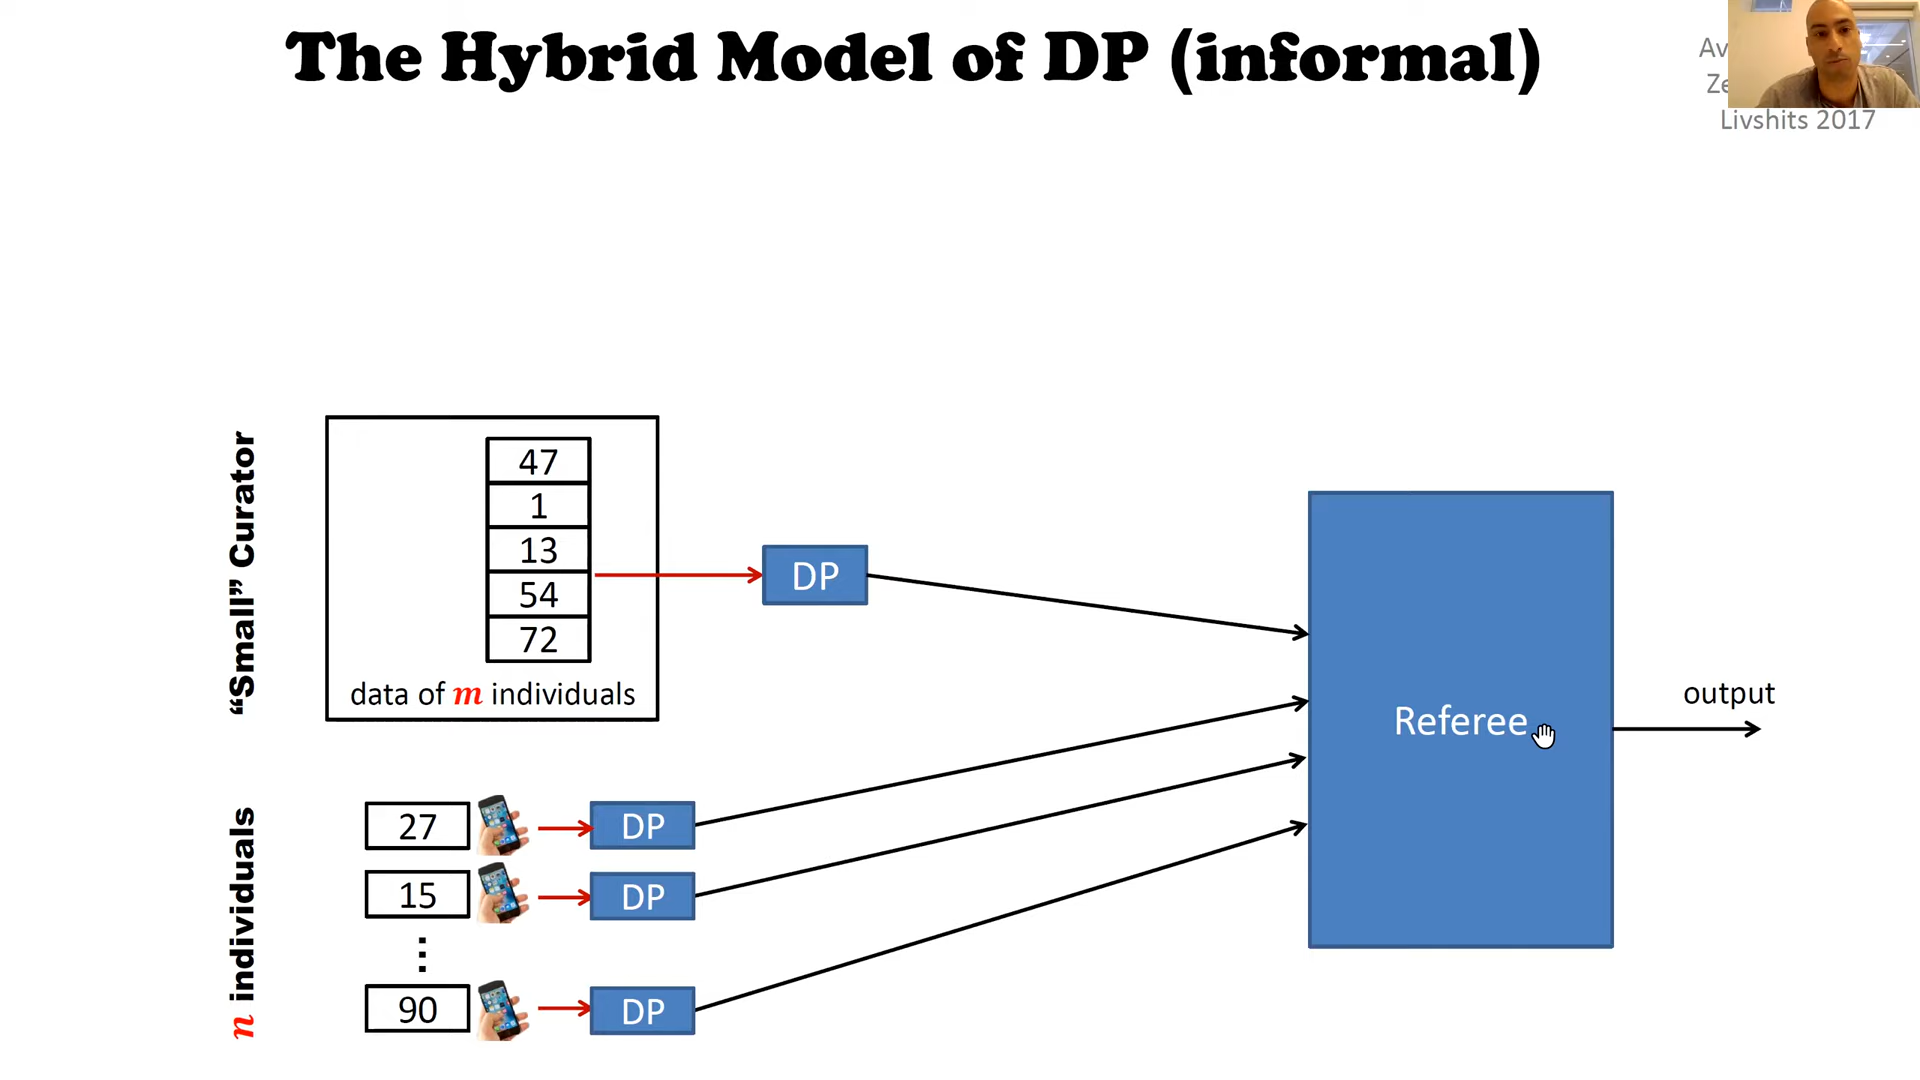 The Hybrid Model of DP (informal)
Livshits 2017
“Small” Curator
47
1
13
54
72
data of m individuals
DP
n individuals
27
DP
15
DP
⋮
90
DP
Referee
output